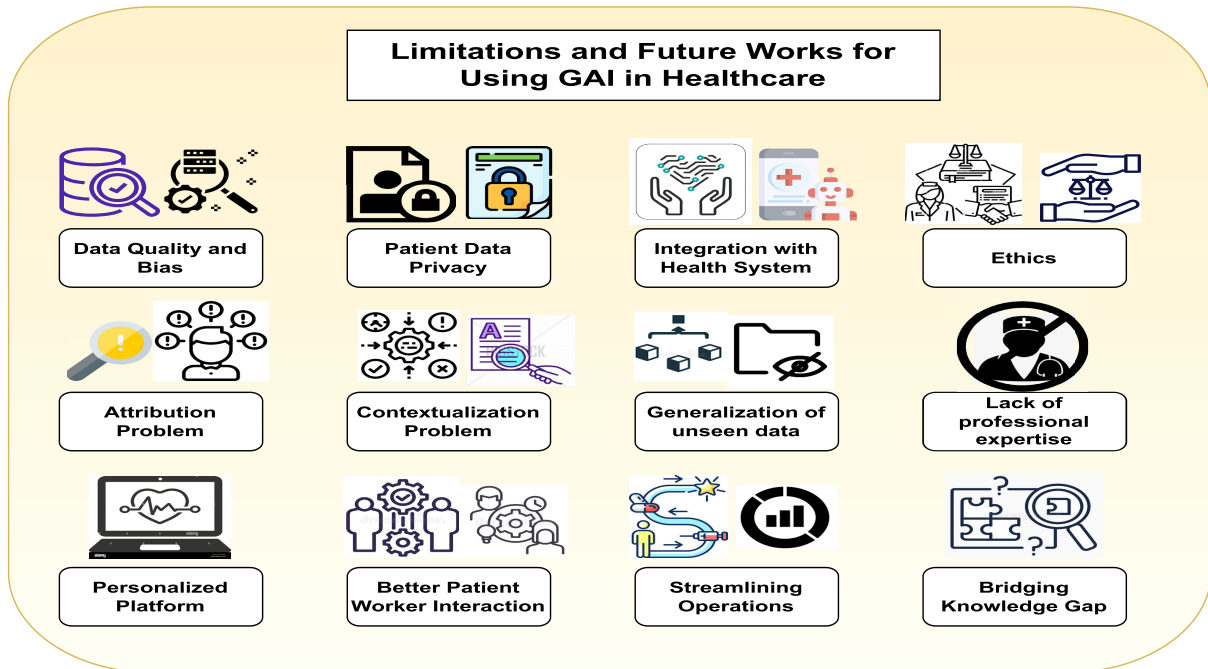 Limitations and Future Works for
Using GAI in Healthcare
Data Quality and
Bias
Patient Data
Privacy
Integration with
Health System
Ethics
A
Attribution
Problem
Contextualization
Problem
Generalization of
unseen data
Lack of
professional
expertise
Personalized
Platform
Better Patient
Worker Interaction
Streamlining
Operations
Bridging
Knowledge Gap